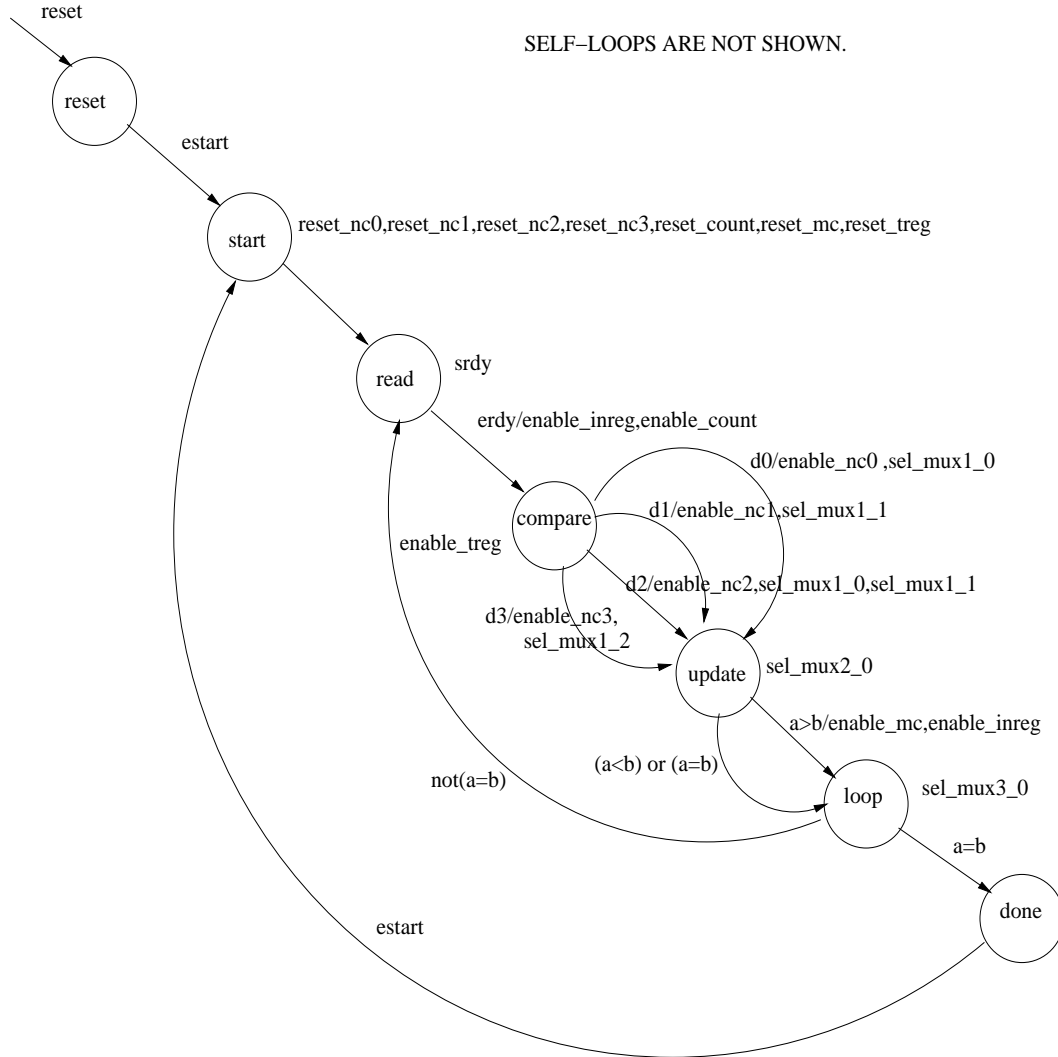 reset
SELF−LOOPS ARE NOT SHOWN.
reset
estart
reset_nc0,reset_nc1,reset_nc2,reset_nc3,reset_count,reset_mc,reset_treg
start
srdy
read
erdy/enable_inreg,enable_count
d0/enable_nc0 ,sel_mux1_0
d1/enable_nc1,sel_mux1_1
compare
enable_treg
d2/enable_nc2,sel_mux1_0,sel_mux1_1
d3/enable_nc3,
sel_mux1_2
update
sel_mux2_0
a>b/enable_mc,enable_inreg
(a<b) or (a=b)
not(a=b)
loop
sel_mux3_0
a=b
done
estart